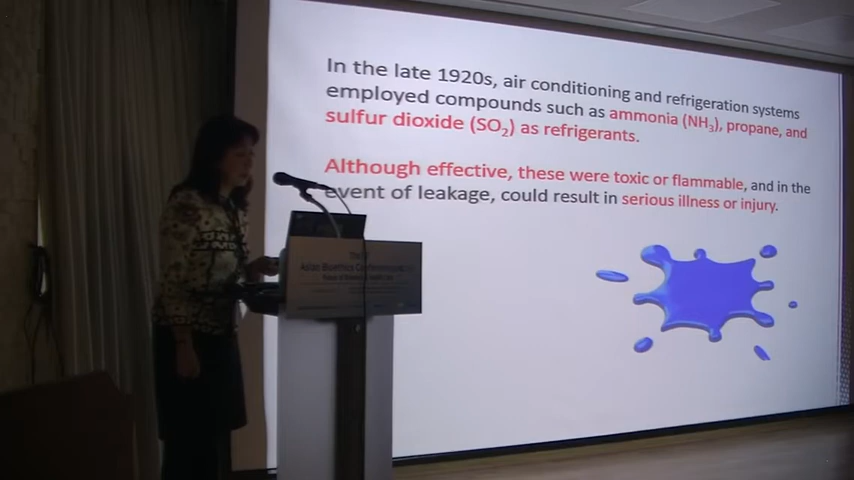 In the late 1920s, air conditioning and refrigeration systems
employed compounds such as ammonia (NH₃), propane, and
sulfur dioxide (SO₂) as refrigerants.
Although effective, these were toxic or flammable, and in the
event of leakage, could result in serious illness or injury.
Asian Bioethics